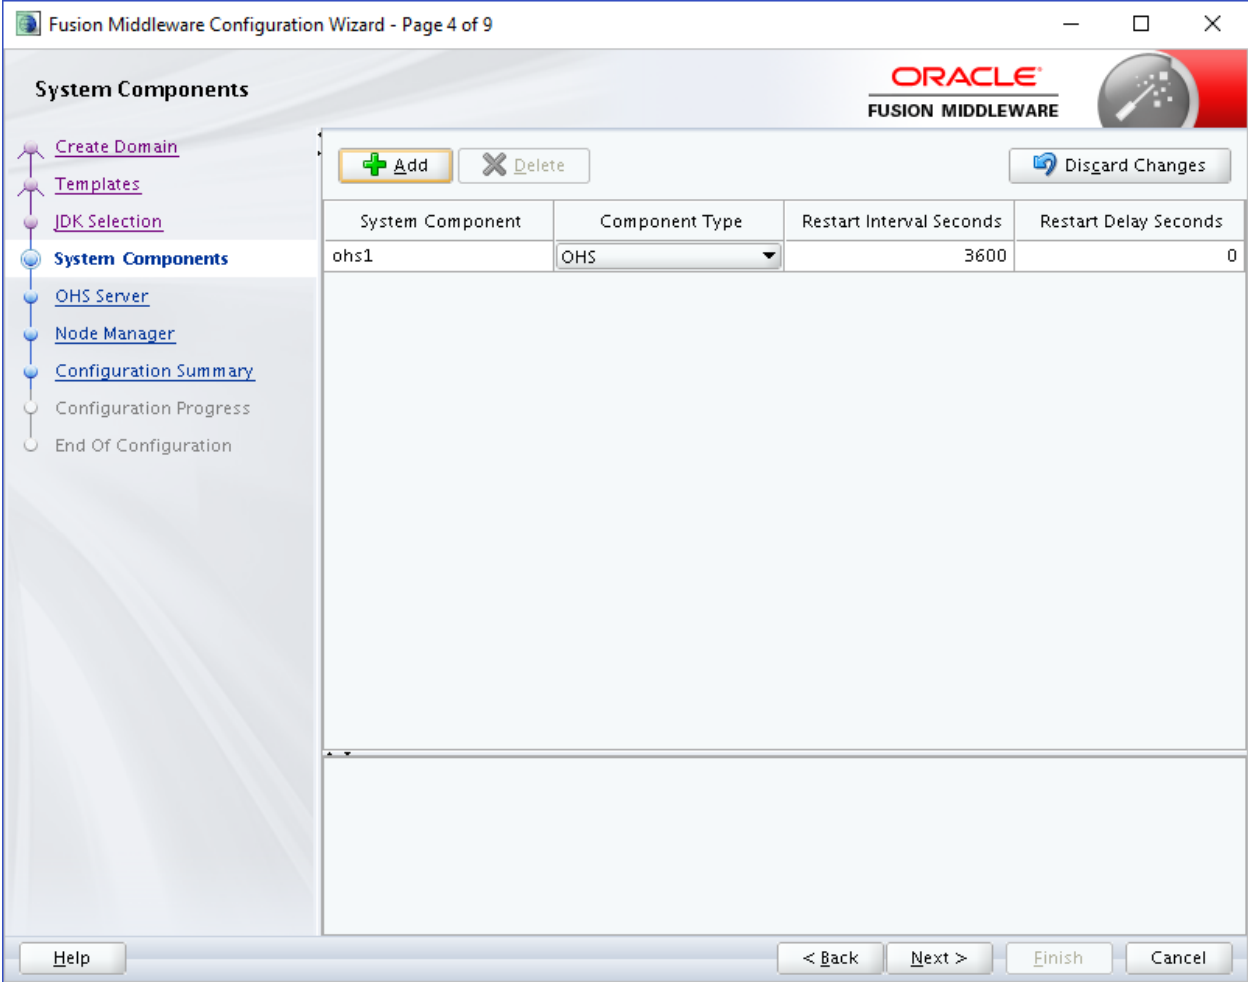 Fusion Middleware Configuration Wizard - Page 4 of 9
System Components
ORACLE
FUSION MIDDLEWARE
Create Domain
Templates
JDK Selection
System Components
OHS Server
Node Manager
Configuration Summary
Configuration Progress
End Of Configuration
Add Delete Discard Changes
System Component Component Type Restart Interval Seconds Restart Delay Seconds
ohs1 OHS 3600 0
Help < Back Next > Finish Cancel